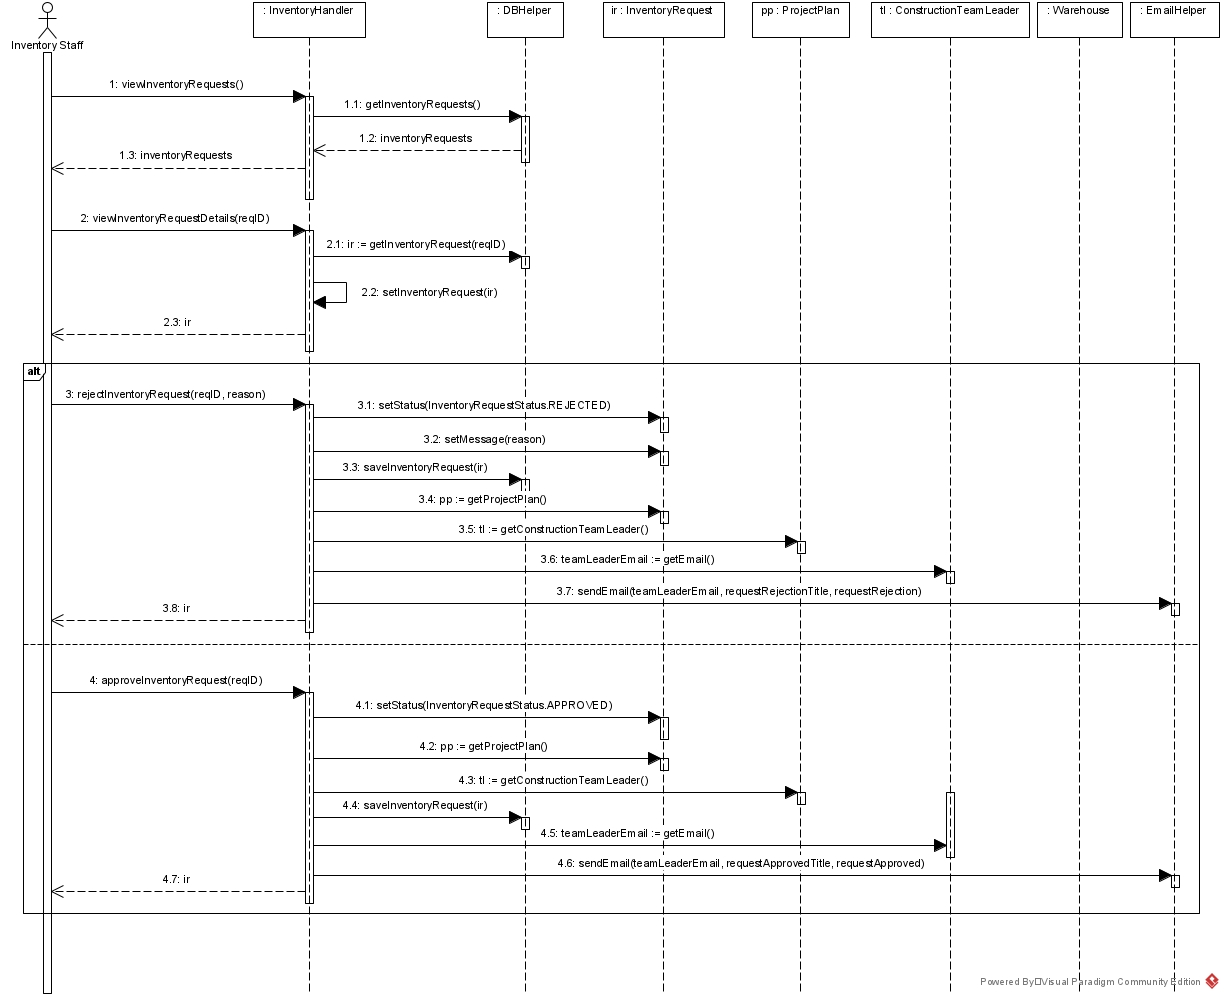 : InventoryHandler
: DBHelper
ir : InventoryRequest
pp : ProjectPlan
tl : ConstructionTeamLeader
: Warehouse
: EmailHelper
Inventory Staff
1: viewInventoryRequests()
1.1: getInventoryRequests()
1.2: inventoryRequests
1.3: inventoryRequests
2: viewInventoryRequestDetails(reqID)
2.1: ir := getInventoryRequest(reqID)
2.2: setInventoryRequest(ir)
2.3: ir
alt
3: rejectInventoryRequest(reqID, reason)
3.1: setStatus(InventoryRequestStatus.REJECTED)
3.2: setMessage(reason)
3.3: saveInventoryRequest(ir)
3.4: pp := getProjectPlan()
3.5: tl := getConstructionTeamLeader()
3.6: teamLeaderEmail := getEmail()
3.7: sendEmail(teamLeaderEmail, requestRejectionTitle, requestRejection)
3.8: ir
4: approveInventoryRequest(reqID)
4.1: setStatus(InventoryRequestStatus.APPROVED)
4.2: pp := getProjectPlan()
4.3: tl := getConstructionTeamLeader()
4.4: saveInventoryRequest(ir)
4.5: teamLeaderEmail := getEmail()
4.6: sendEmail(teamLeaderEmail, requestApprovedTitle, requestApproved)
4.7: ir
Powered By□Visual Paradigm Community Edition